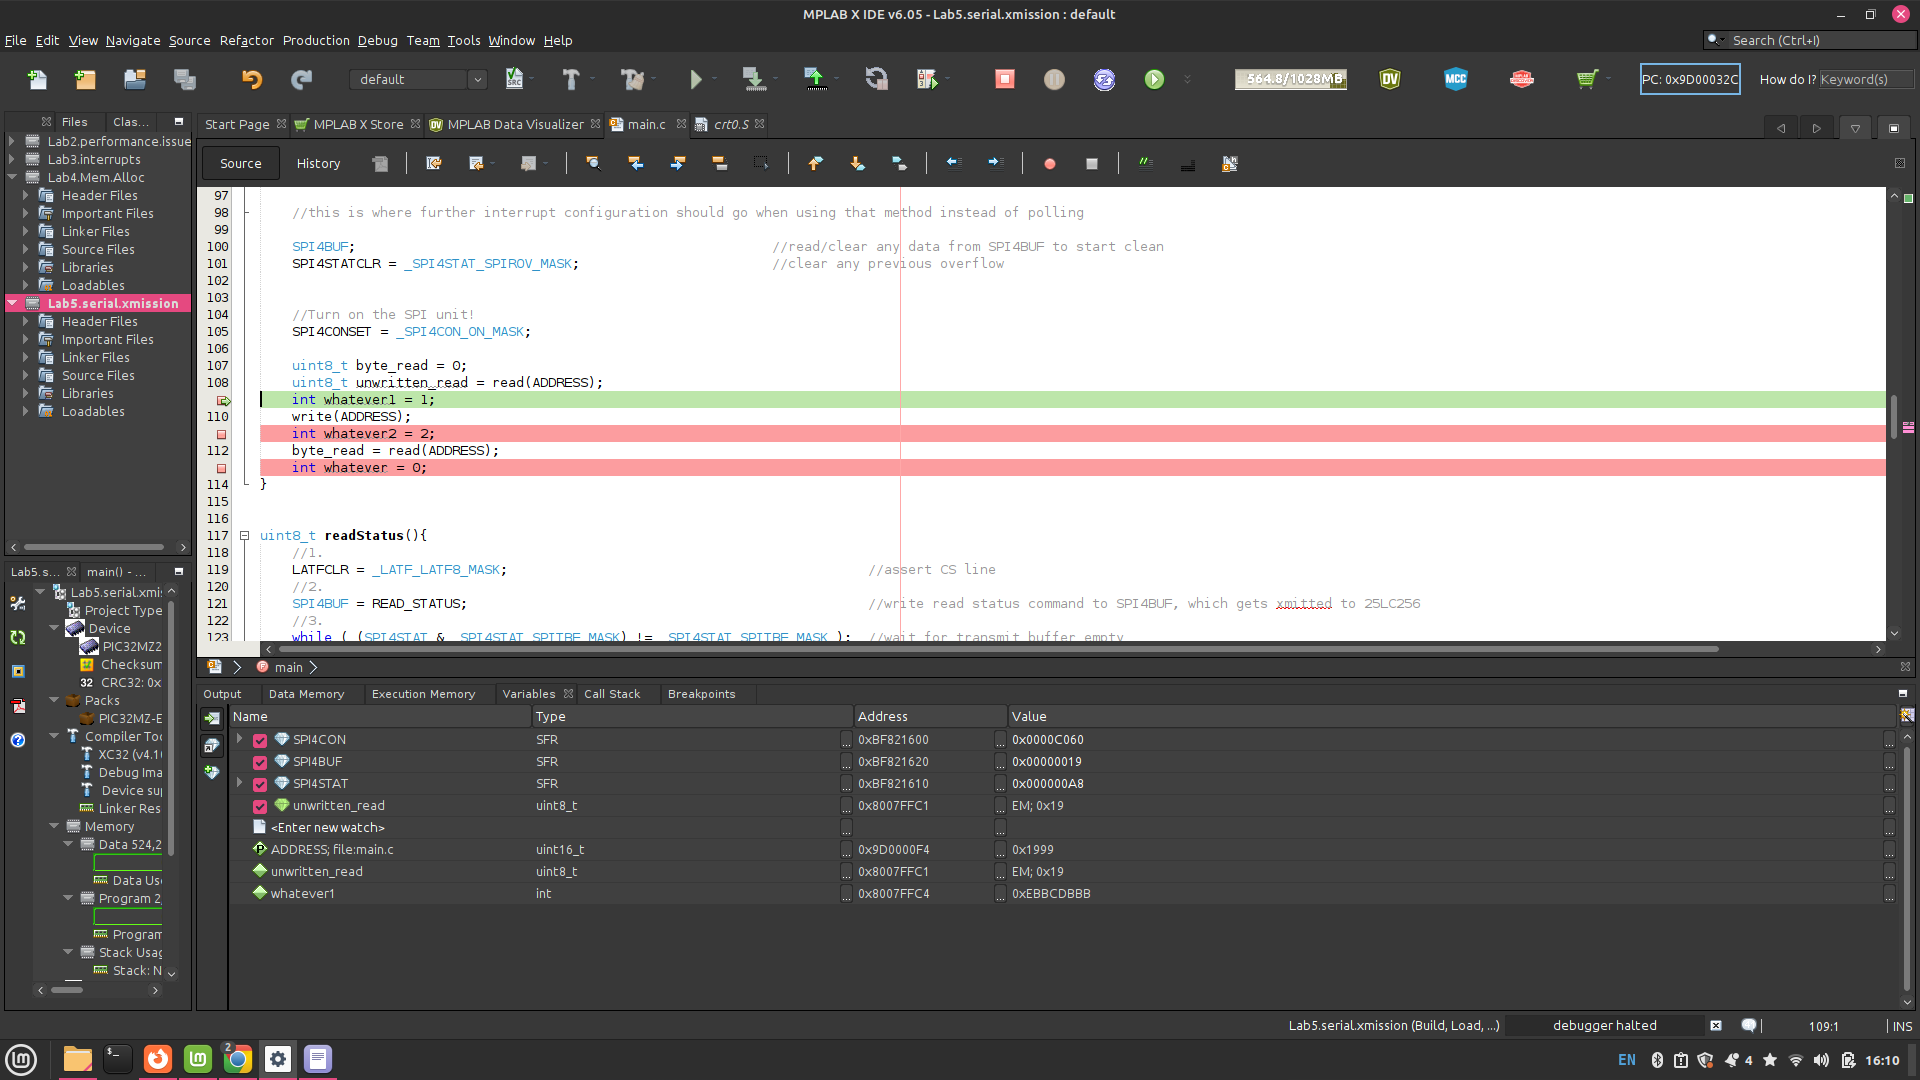 MPLAB X IDE v6.05 - Lab5.serial.xmission : default
File Edit View Navigate Source Refactor Production Debug Team Tools Window Help
Search (Ctrl+I)
default
564.8/1028MB
PC: 0x9D00032C
How do I? Keyword(s)
Files
Clas...
Start Page
MPLAB X Store
MPLAB Data Visualizer
main.c
crt0.S
Source
History
Lab2.performance.issue
Lab3.interrupts
Lab4.Mem.Alloc
Header Files
Important Files
Linker Files
Source Files
Libraries
Loadables
Lab5.serial.xmission
Header Files
Important Files
Linker Files
Source Files
Libraries
Loadables
97
98 //this is where further interrupt configuration should go when using that method instead of polling
99
100 SPI4BUF; //read/clear any data from SPI4BUF to start clean
101 SPI4STATCLR = _SPI4STAT_SPIROV_MASK; //clear any previous overflow
102
103
104 //Turn on the SPI unit!
105 SPI4CONSET = _SPI4CON_ON_MASK;
106
107 uint8_t byte_read = 0;
108 uint8_t unwritten_read = read(ADDRESS);
int whatever1 = 1;
110 write(ADDRESS);
int whatever2 = 2;
112 byte_read = read(ADDRESS);
int whatever = 0;
114 }
115
116
117 uint8_t readStatus(){
118 //1.
119 LATFCLR = _LATF_LATF8_MASK; //assert CS line
120 //2.
121 SPI4BUF = READ_STATUS; //write read status command to SPI4BUF, which gets xmitted to 25LC256
122 //3.
123 while ( (SPI4STAT & _SPI4STAT_SPITBE_MASK) != _SPI4STAT_SPITBE_MASK ); //wait for transmit buffer empty
main
Lab5.s...
main() - ...
Lab5.serial.xmi
Project Type
Device
PIC32MZ2
Checksum
32 CRC32: 0x
Packs
PIC32MZ-E
Compiler Too
XC32 (v4.1
Debug Ima
Device sup
Linker Res
Memory
Data 524,2
Data Us
Program 2
Program
Stack Usag
Stack: N
Output
Data Memory
Execution Memory
Variables
Call Stack
Breakpoints
Name Type Address Value
SPI4CON SFR ... 0xBF821600 ... 0x0000C060 ...
SPI4BUF SFR ... 0xBF821620 ... 0x00000019 ...
SPI4STAT SFR ... 0xBF821610 ... 0x000000A8 ...
unwritten_read uint8_t ... 0x8007FFC1 ... EM; 0x19 ...
<Enter new watch> ... ... ...
ADDRESS; file:main.c uint16_t ... 0x9D0000F4 ... 0x1999 ...
unwritten_read uint8_t ... 0x8007FFC1 ... EM; 0x19 ...
whatever1 int ... 0x8007FFC4 ... 0xEBBCDBBB ...
Lab5.serial.xmission (Build, Load, ...)
debugger halted
109:1
INS
2
EN
4
16:10